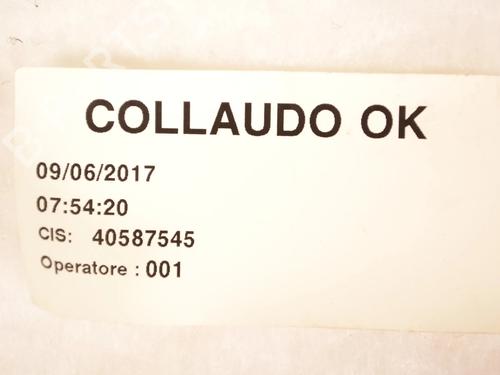 COLLAUDO OK
09/06/2017
07:54:20
CIS: 40587545
Operatore : 001